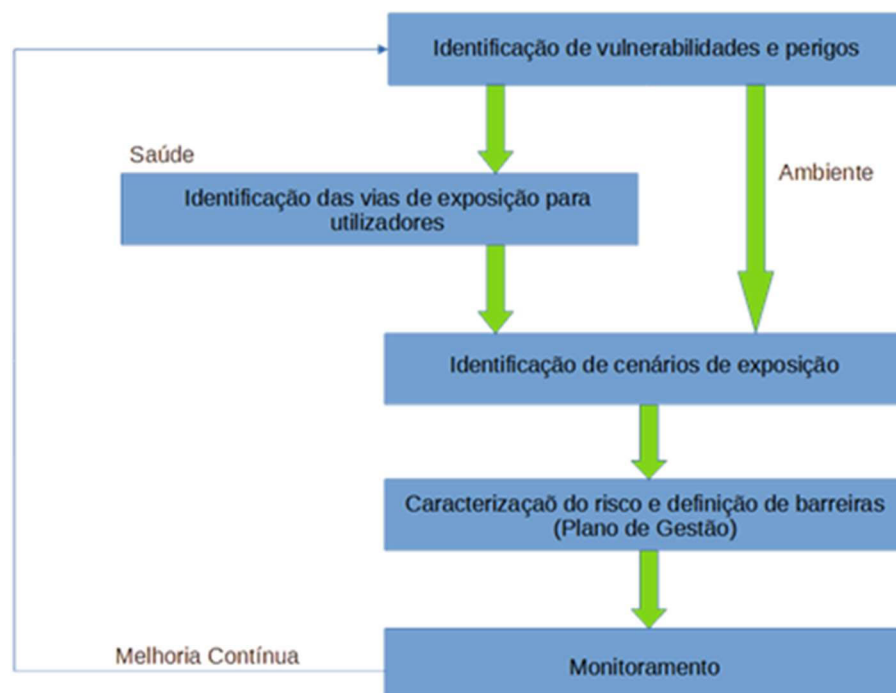 Identificação de vulnerabilidades e perigos
Saúde
Ambiente
Identificação das vias de exposição para
utilizadores
Identificação de cenários de exposição
Caracterizaçaõ do risco e definição de barreiras
(Plano de Gestão)
Melhoria Contínua
Monitoramento